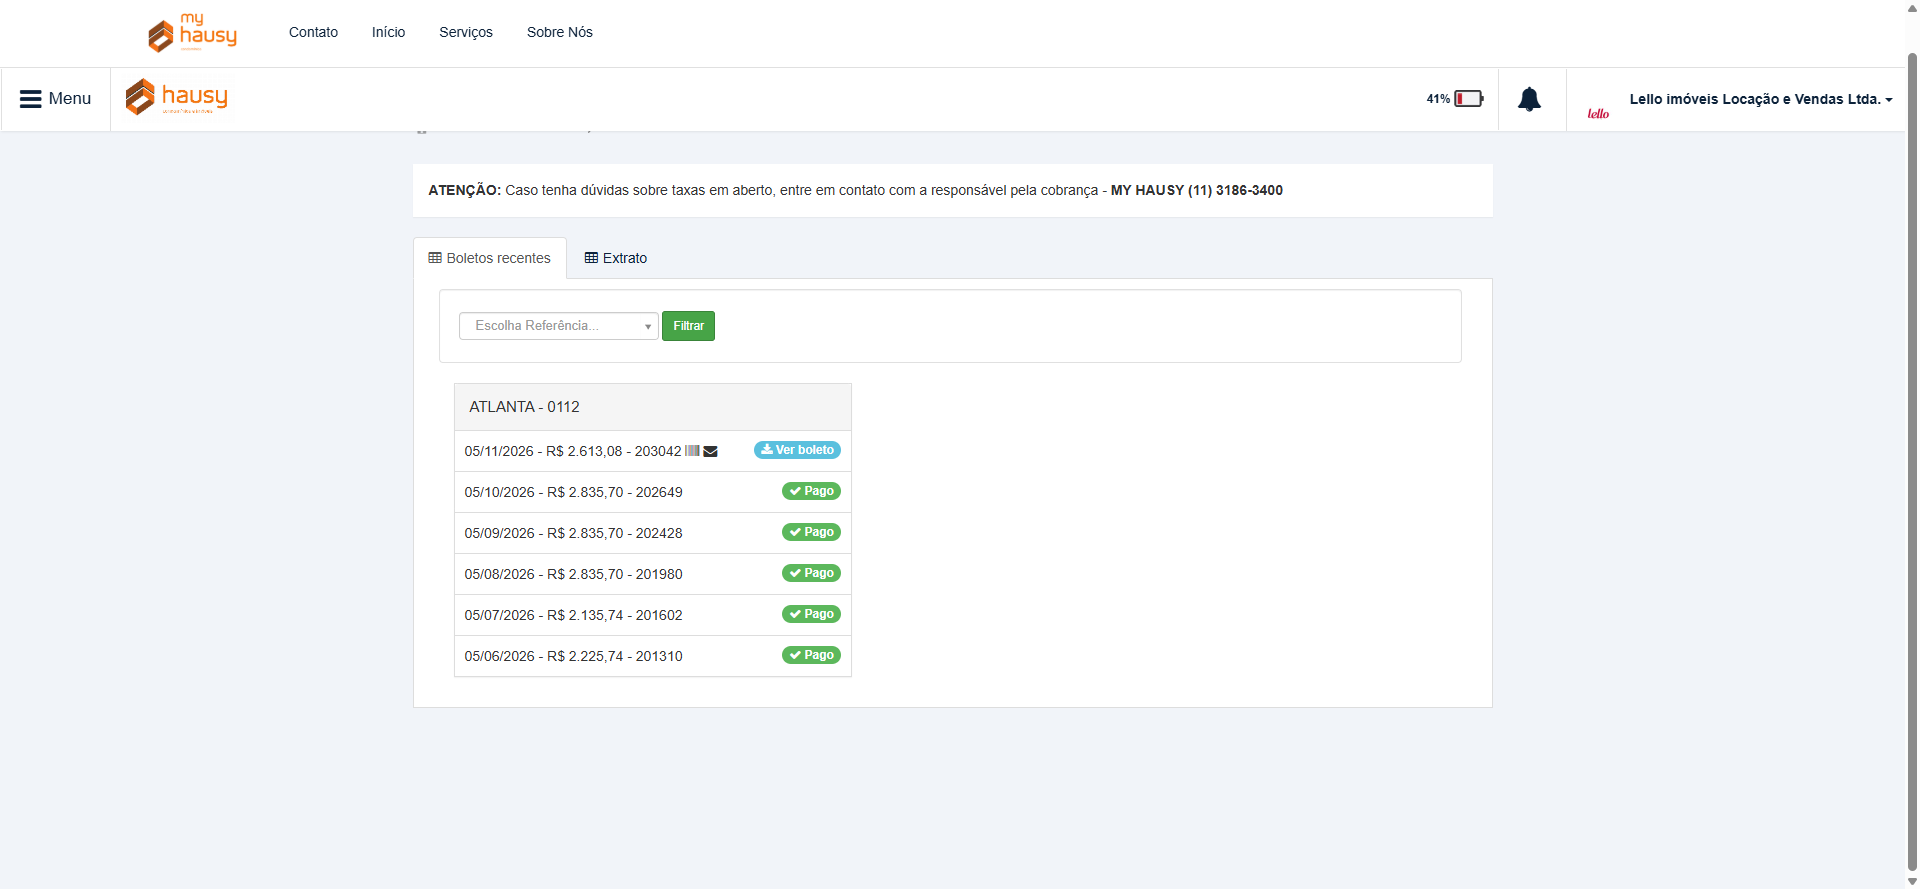 my
hausy
Contato
Início
Serviços
Sobre Nós
Menu
hausy
41%
lello
Lello imóveis Locação e Vendas Ltda.
ATENÇÃO: Caso tenha dúvidas sobre taxas em aberto, entre em contato com a responsável pela cobrança - MY HAUSY (11) 3186-3400
Boletos recentes
Extrato
Escolha Referência...
Filtrar
ATLANTA - 0112
05/11/2026 - R$ 2.613,08 - 203042 Ver boleto
05/10/2026 - R$ 2.835,70 - 202649 Pago
05/09/2026 - R$ 2.835,70 - 202428 Pago
05/08/2026 - R$ 2.835,70 - 201980 Pago
05/07/2026 - R$ 2.135,74 - 201602 Pago
05/06/2026 - R$ 2.225,74 - 201310 Pago